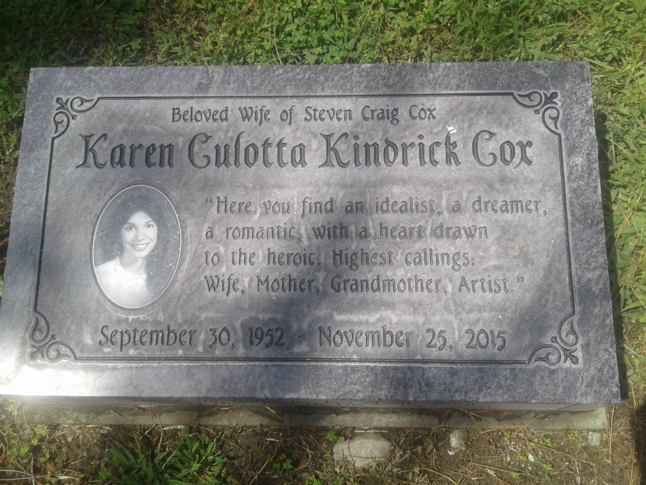 Beloved Wife of Steven Craig Cox
Karen Culotta Kindrick Cox
"Here you find an idealist, a dreamer,
a romantic, with a heart drawn
to the heroic. Highest callings:
Wife, Mother, Grandmother, Artist."
September 30, 1952 - November 25, 2015